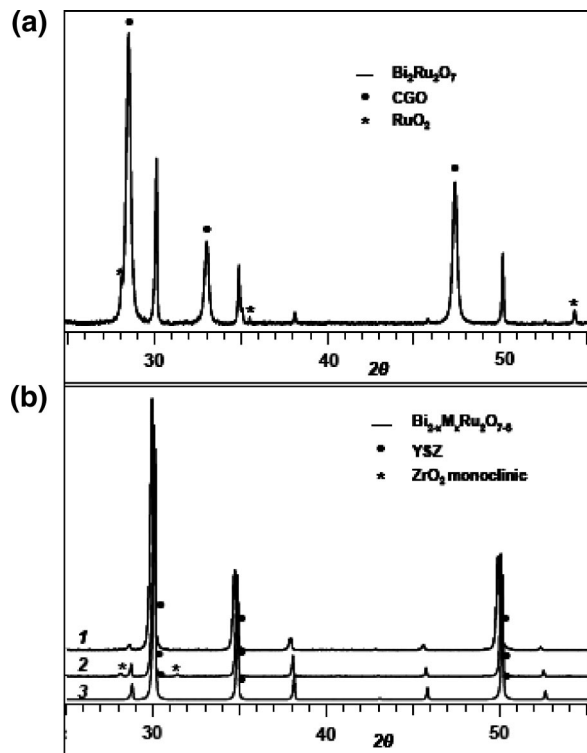 (a)
— Bi₂Ru₂O₇
• CGO
* RuO₂
*
*
*
30 40 50
2θ
(b)
— Bi₂₋ₓMₓRu₂O₇₋δ
• YSZ
* ZrO₂ monoclinic
1
2 * *
3
30 40 50
2θ